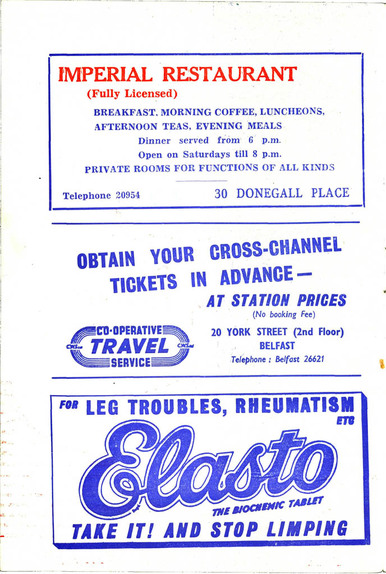 IMPERIAL RESTAURANT
(Fully Licensed)
BREAKFAST, MORNING COFFEE, LUNCHEONS,
AFTERNOON TEAS, EVENING MEALS
Dinner served from 6 p.m.
Open on Saturdays till 8 p.m.
PRIVATE ROOMS FOR FUNCTIONS OF ALL KINDS
Telephone 20954 30 DONEGALL PLACE
OBTAIN YOUR CROSS-CHANNEL
TICKETS IN ADVANCE—
AT STATION PRICES
(No booking Fee)
CO-OPERATIVE
TRAVEL
SERVICE
20 YORK STREET (2nd Floor)
BELFAST
Telephone : Belfast 26621
FOR LEG TROUBLES, RHEUMATISM
ETC
Elasto
THE BIOCHEMIC TABLET
TAKE IT! AND STOP LIMPING